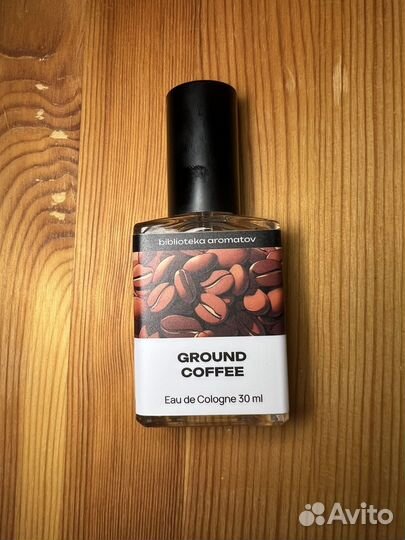 biblioteka aromatov
GROUND
COFFEE
Eau de Cologne 30 ml
Avito